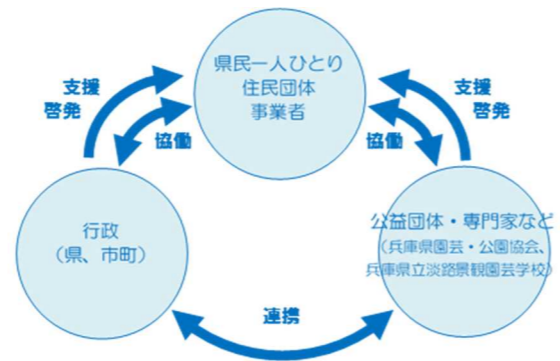 県民一人ひとり
住民団体
事業者
支援
啓発
協働
支援
啓発
協働
行政
（県、市町）
公益団体・専門家など
（兵庫県園芸・公園協会、
兵庫県立淡路景観園芸学校）
連携